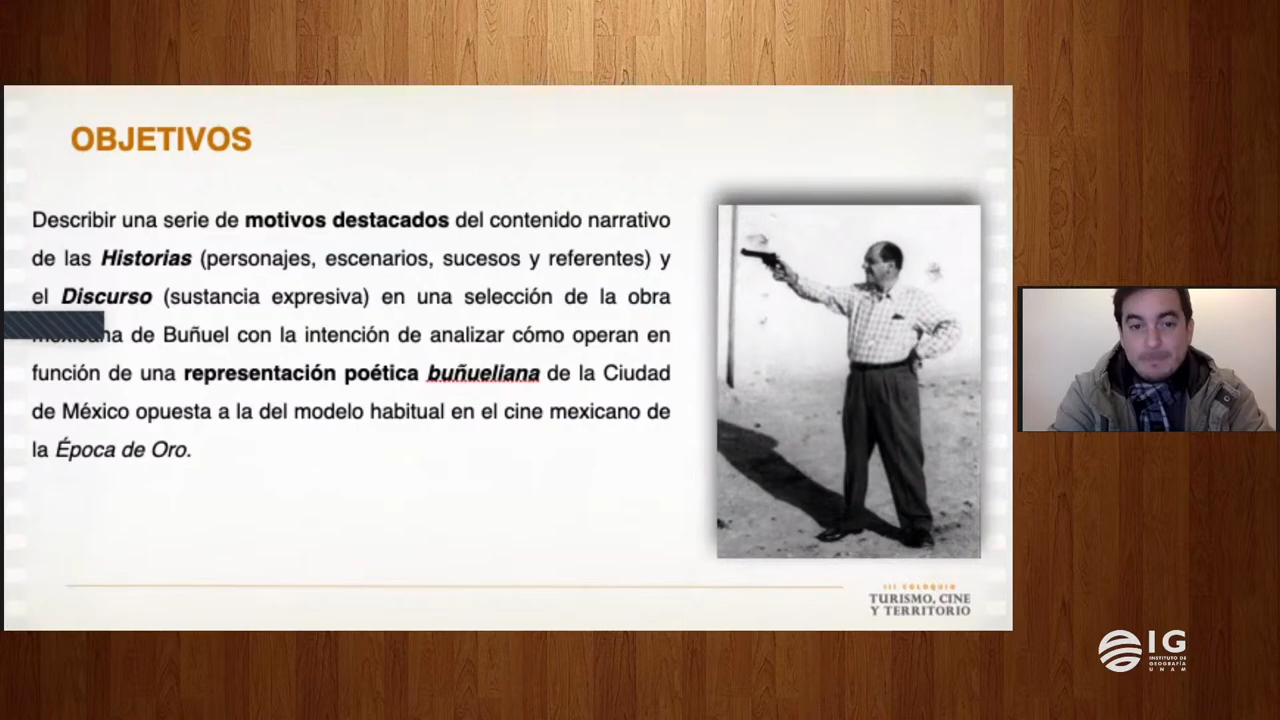 OBJETIVOS
Describir una serie de motivos destacados del contenido narrativo
de las Historias (personajes, escenarios, sucesos y referentes) y
el Discurso (sustancia expresiva) en una selección de la obra
mexicana de Buñuel con la intención de analizar cómo operan en
función de una representación poética buñueliana de la Ciudad
de México opuesta a la del modelo habitual en el cine mexicano de
la Época de Oro.
III COLOQUIO
TURISMO, CINE
Y TERRITORIO
IG
INSTITUTO DE
GEOGRAFÍA
UNAM